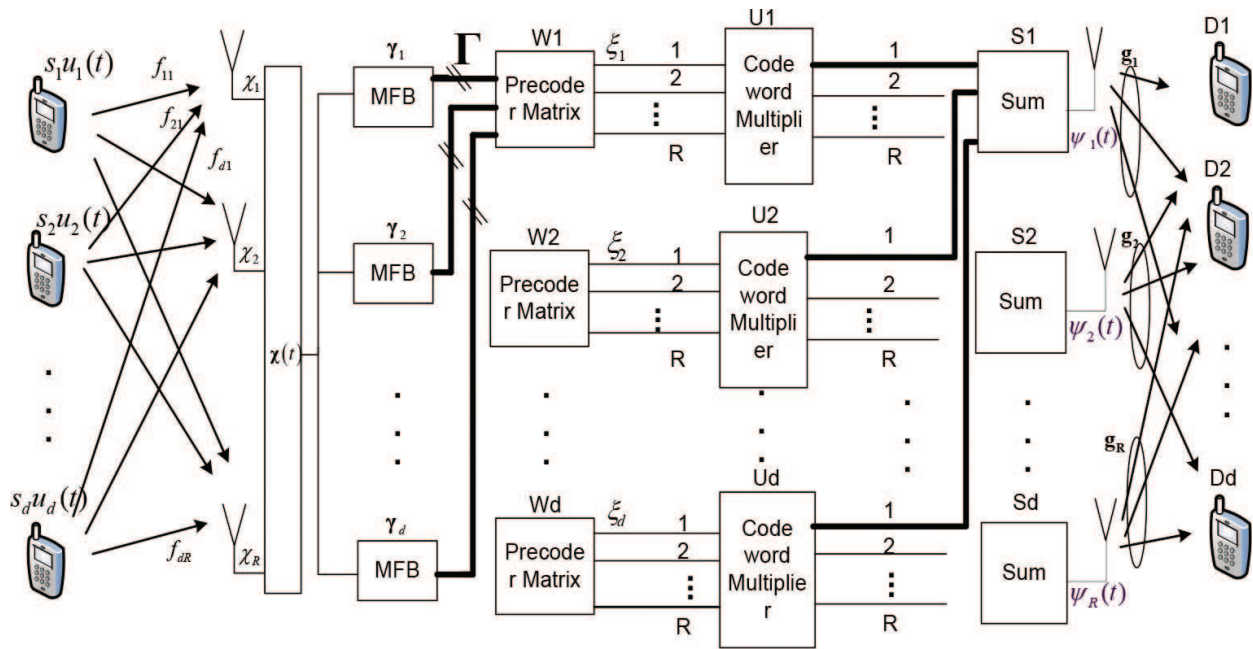 s₁u₁(t)
f₁₁
f₂₁
f_d1
χ₁
s₂u₂(t)
χ₂
s_d u_d(t)
f_dR
χ_R
χ(t)
γ₁
MFB
Γ
γ₂
MFB
γ_d
MFB
W1
Precode
r Matrix
ξ₁
1
2
R
U1
Code
word
Multipli
er
1
2
R
W2
Precode
r Matrix
ξ₂
1
2
R
U2
Code
word
Multipli
er
1
2
R
Wd
Precode
r Matrix
ξ_d
1
2
R
Ud
Code
word
Multiplie
r
1
2
R
S1
Sum
ψ₁(t)
S2
Sum
ψ₂(t)
Sd
Sum
ψ_R(t)
g₁
g₂
g_R
D1
D2
Dd